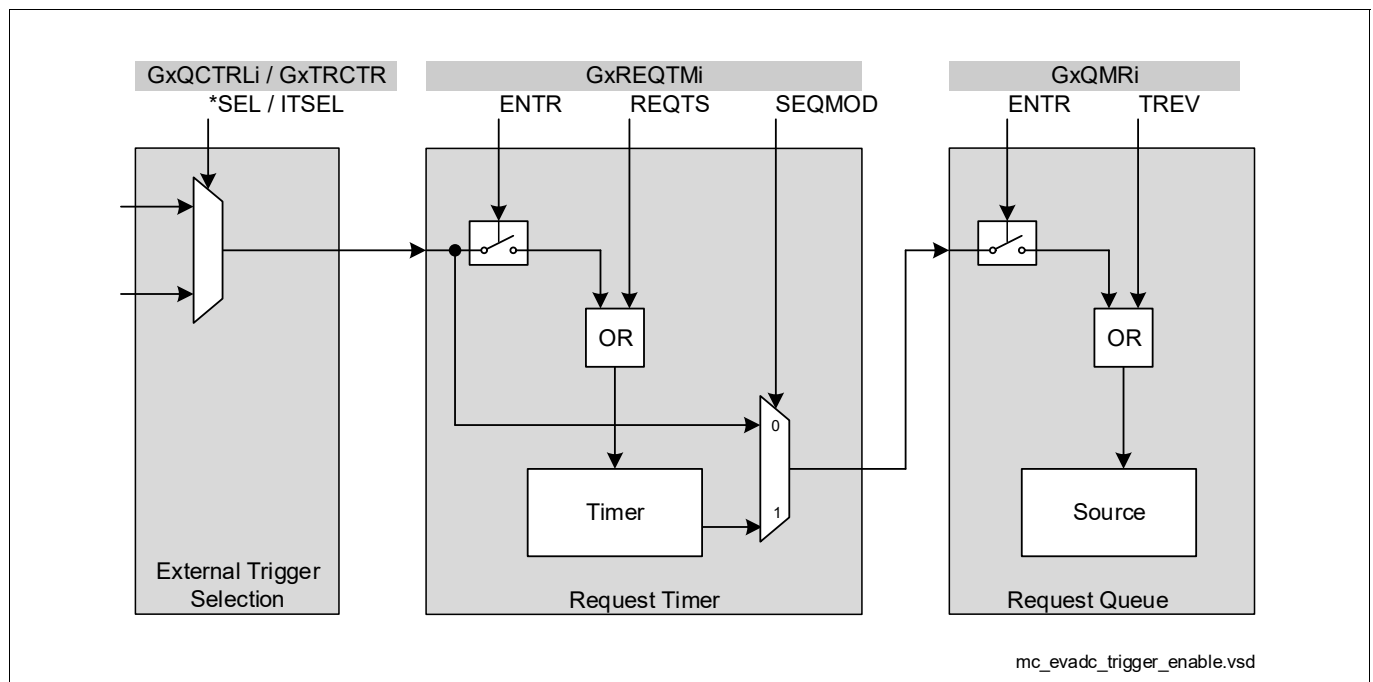 GxQCTRLi / GxTRCTR
GxREQTMi
GxQMRi
*SEL / ITSEL
ENTR
REQTS
SEQMOD
ENTR
TREV
OR
OR
0
Timer
1
Source
External Trigger
Selection
Request Timer
Request Queue
mc_evadc_trigger_enable.vsd